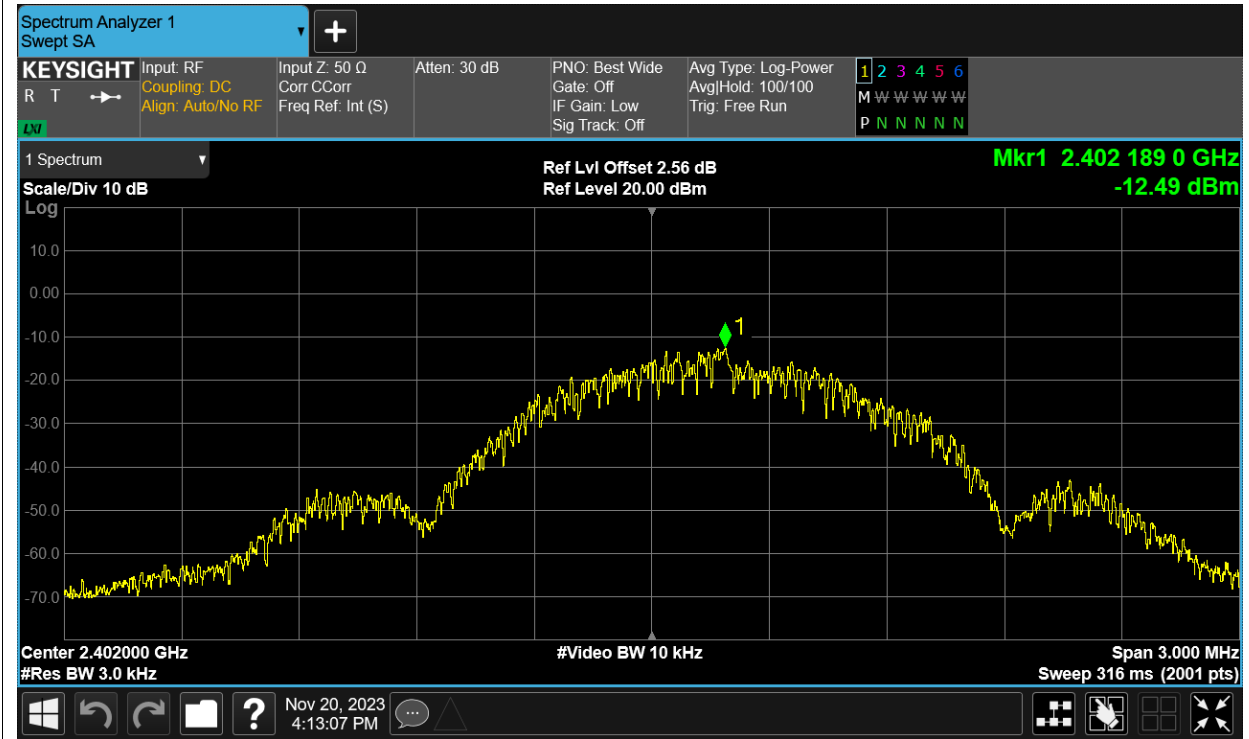 Spectrum Analyzer 1
Swept SA
+
KEYSIGHT
R T
LXI
Input: RF
Coupling: DC
Align: Auto/No RF
Input Z: 50 Ω
Corr CCorr
Freq Ref: Int (S)
Atten: 30 dB
PNO: Best Wide
Gate: Off
IF Gain: Low
Sig Track: Off
Avg Type: Log-Power
Avg|Hold: 100/100
Trig: Free Run
1 2 3 4 5 6
M W W W W W
P N N N N N
1 Spectrum
Scale/Div 10 dB
Log
Ref Lvl Offset 2.56 dB
Ref Level 20.00 dBm
Mkr1 2.402 189 0 GHz
-12.49 dBm
10.0
0.00
-10.0
-20.0
-30.0
-40.0
-50.0
-60.0
-70.0
1
Center 2.402000 GHz
#Res BW 3.0 kHz
#Video BW 10 kHz
Span 3.000 MHz
Sweep 316 ms (2001 pts)
?
Nov 20, 2023
4:13:07 PM